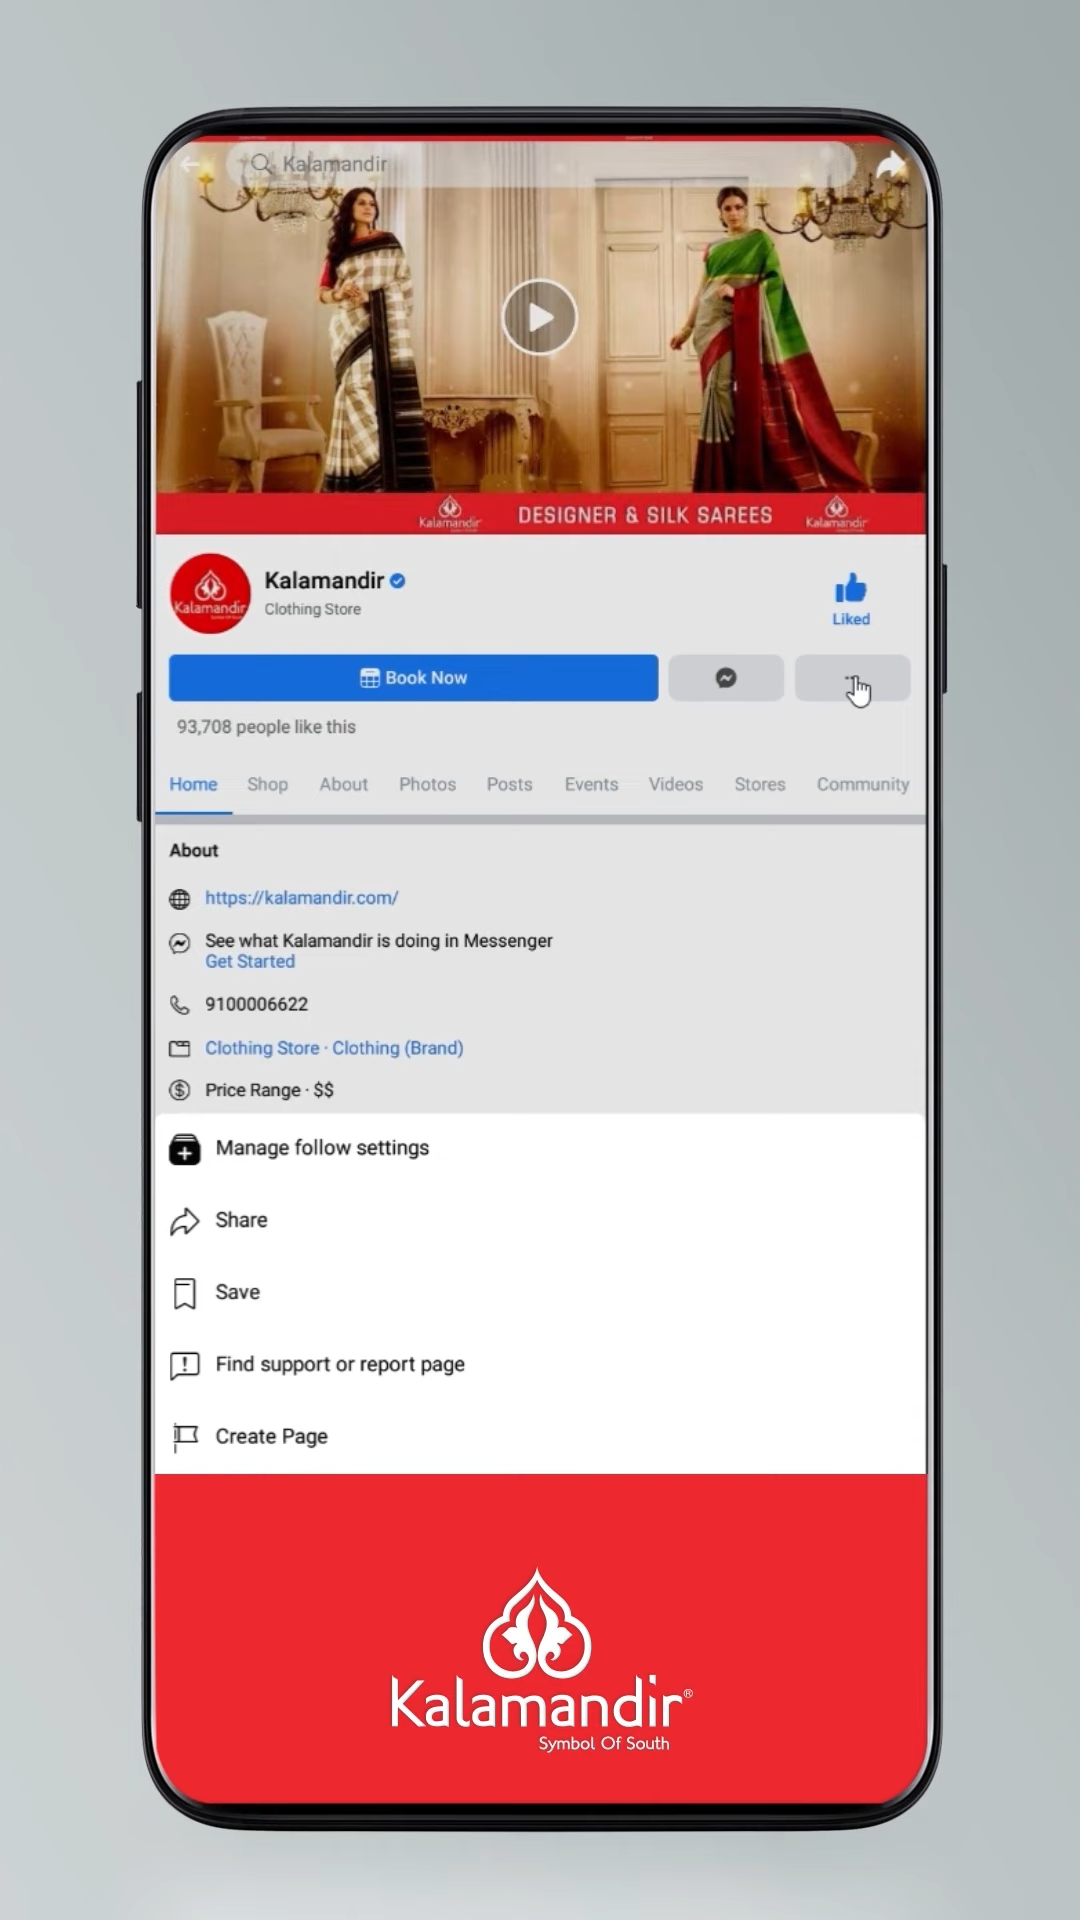 Kalamandir
Kalamandir
DESIGNER & SILK SAREES
Kalamandir
Kalamandir
Kalamandir
Clothing Store
Liked
Book Now
93,708 people like this
Home Shop About Photos Posts Events Videos Stores Community
About
https://kalamandir.com/
See what Kalamandir is doing in Messenger
Get Started
9100006622
Clothing Store · Clothing (Brand)
Price Range · $$
Manage follow settings
Share
Save
Find support or report page
Create Page
Kalamandir®
Symbol Of South